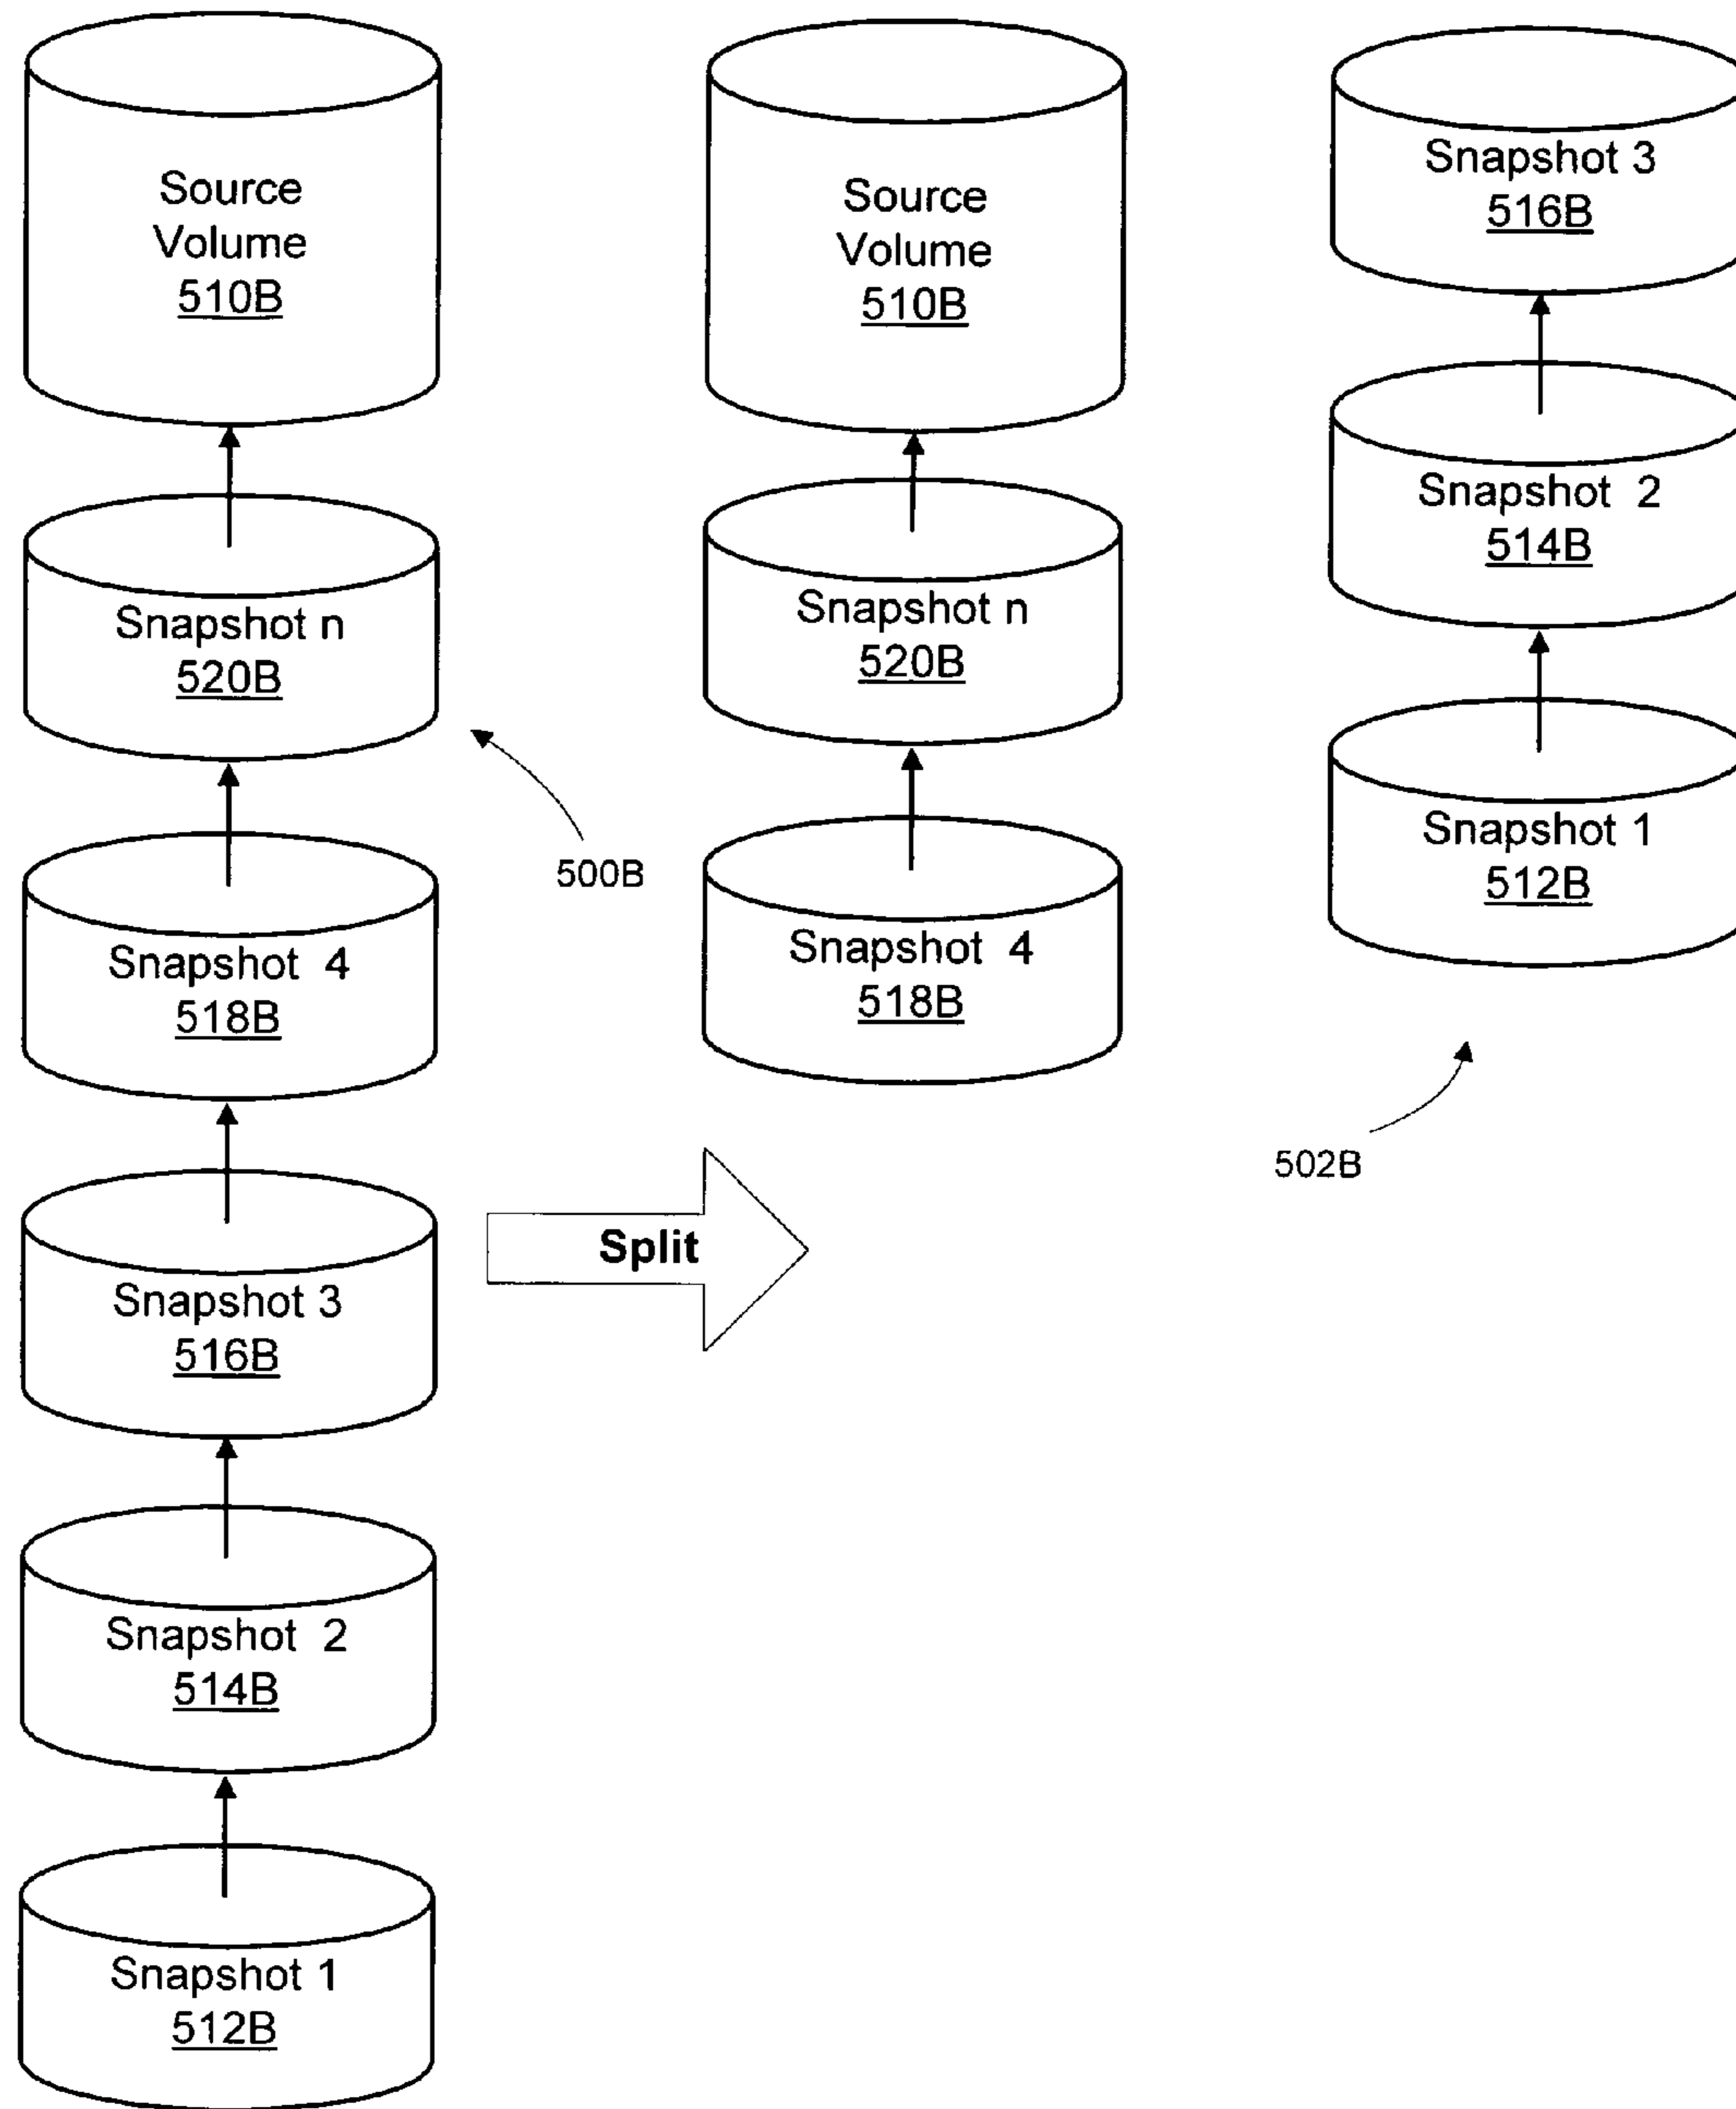 Source
Volume
510B
Snapshot n
520B
500B
Snapshot 4
518B
Snapshot 3
516B
Snapshot 2
514B
Snapshot 1
512B
Split
Source
Volume
510B
Snapshot n
520B
Snapshot 4
518B
Snapshot 3
516B
Snapshot 2
514B
Snapshot 1
512B
502B